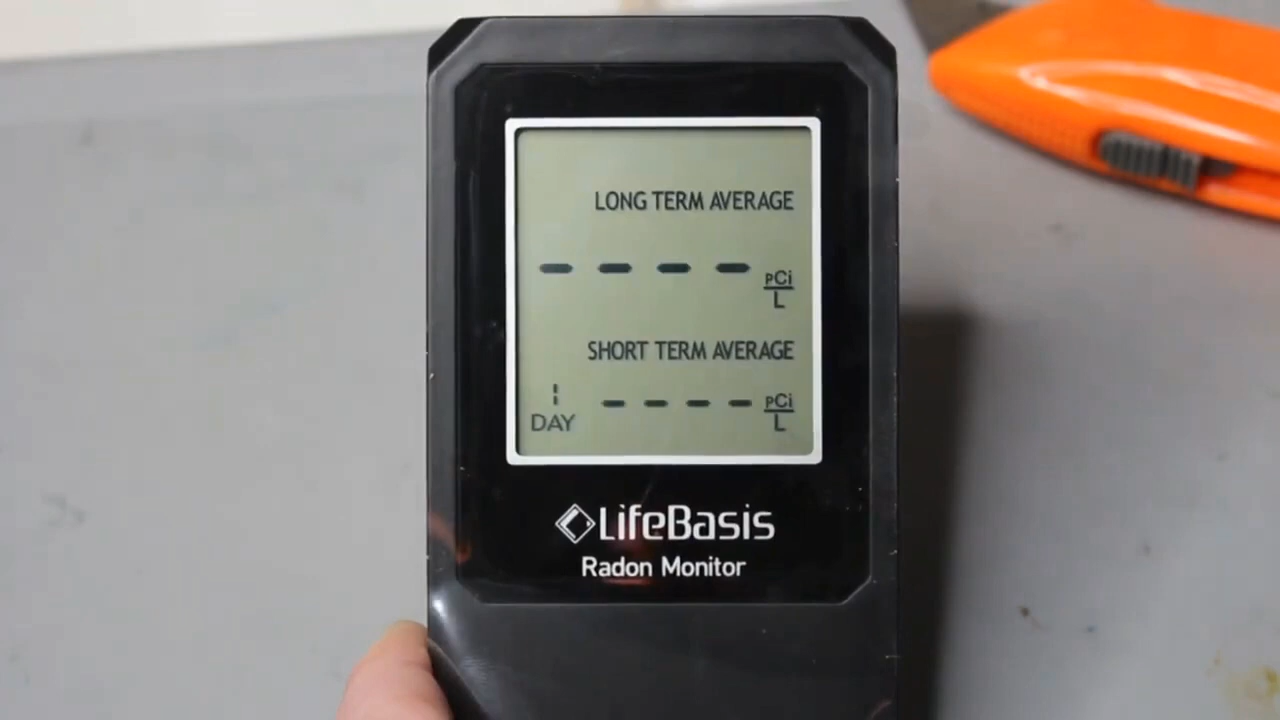 LONG TERM AVERAGE
- - - -
pCi
L
SHORT TERM AVERAGE
1
DAY
- - - -
pCi
L
LifeBasis
Radon Monitor